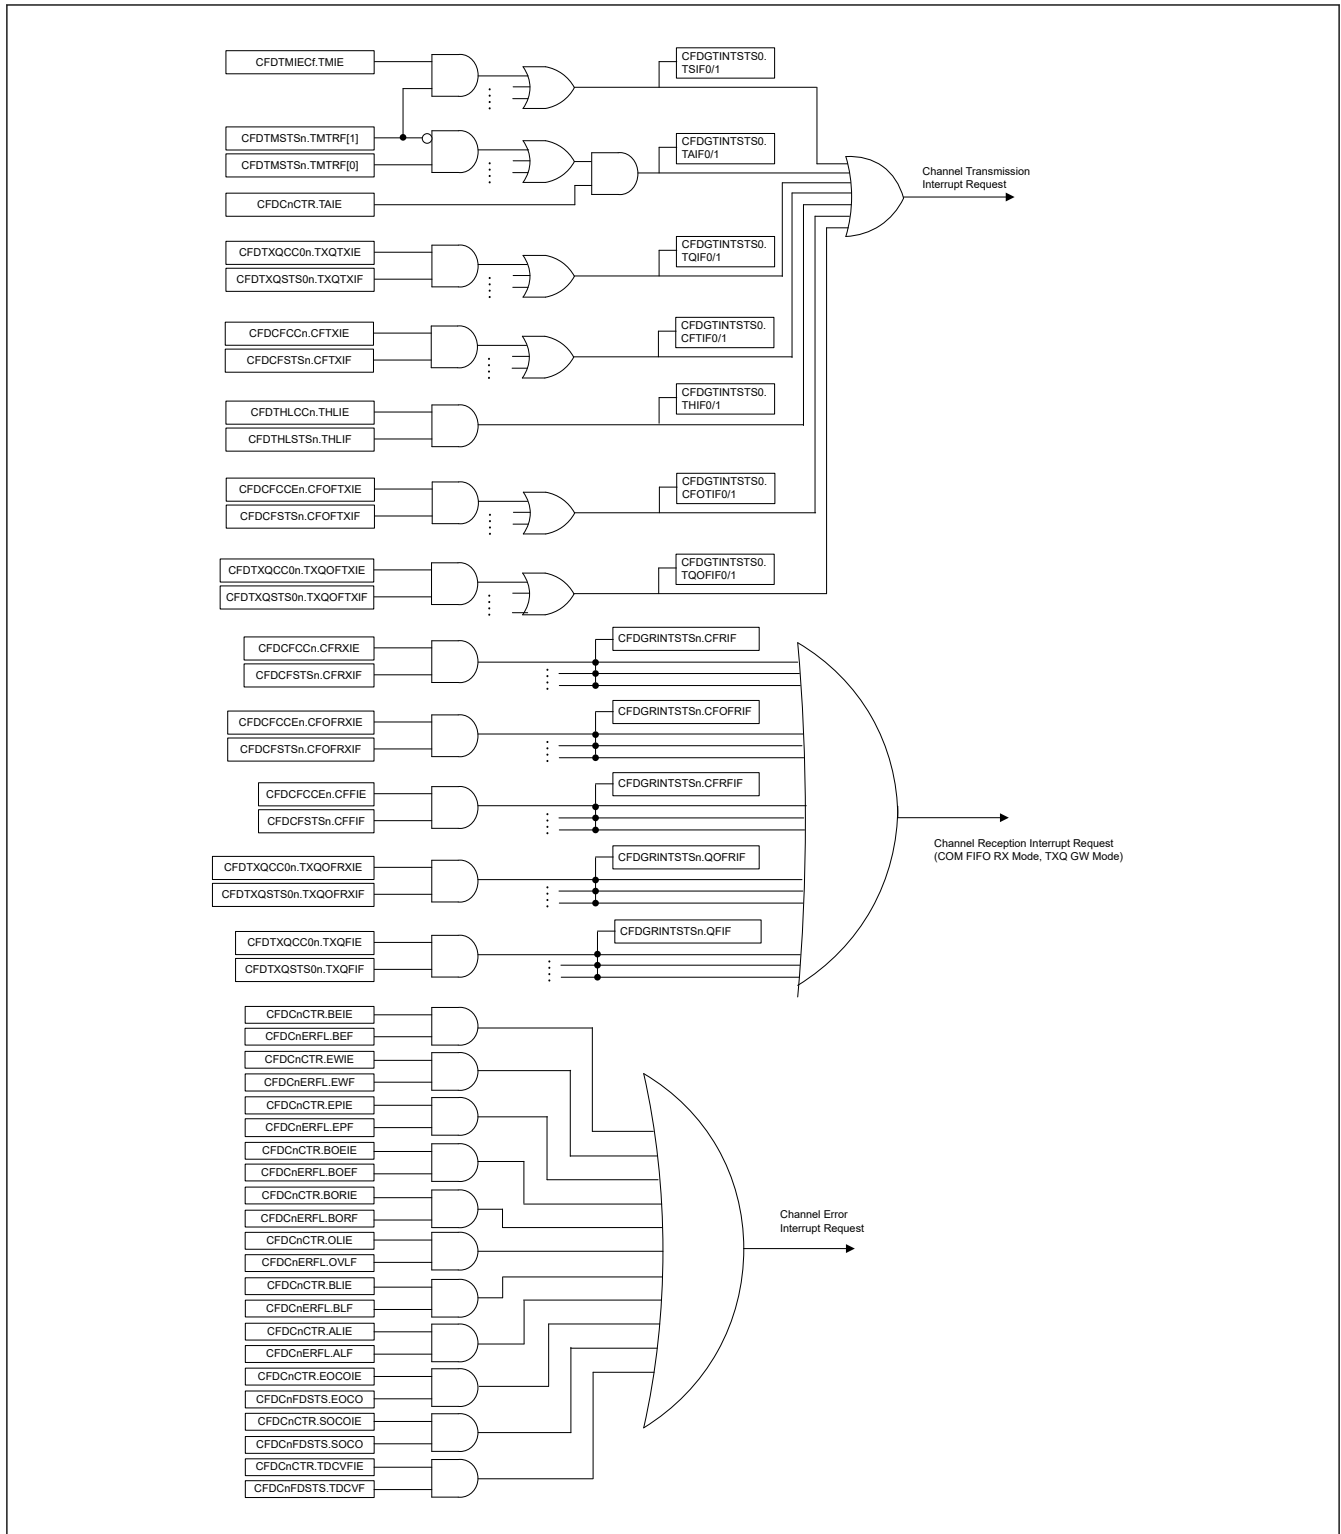 CFDTMIECf.TMIE
CFDGTINTSTS0.
TSIF0/1
CFDTMSTSn.TMTRF[1]
CFDTMSTSn.TMTRF[0]
CFDGTINTSTS0.
TAIF0/1
CFDCnCTR.TAIE
Channel Transmission
Interrupt Request
CFDTXQCC0n.TXQTXIE
CFDTXQSTS0n.TXQTXIF
CFDGTINTSTS0.
TQIF0/1
CFDCFCCn.CFTXIE
CFDCFSTSn.CFTXIF
CFDGTINTSTS0.
CFTIF0/1
CFDTHLCCn.THLIE
CFDTHLSTSn.THLIF
CFDGTINTSTS0.
THIF0/1
CFDCFCCEn.CFOFTXIE
CFDCFSTSn.CFOFTXIF
CFDGTINTSTS0.
CFOTIF0/1
CFDTXQCC0n.TXQOFTXIE
CFDTXQSTS0n.TXQOFTXIF
CFDGTINTSTS0.
TQOFIF0/1
CFDCFCCn.CFRXIE
CFDCFSTSn.CFRXIF
CFDGRINTSTSn.CFRIF
CFDCFCCEn.CFOFRXIE
CFDCFSTSn.CFOFRXIF
CFDGRINTSTSn.CFOFRIF
CFDCFCCEn.CFFIE
CFDCFSTSn.CFFIF
CFDGRINTSTSn.CFRFIF
Channel Reception Interrupt Request
(COM FIFO RX Mode, TXQ GW Mode)
CFDTXQCC0n.TXQOFRXIE
CFDTXQSTS0n.TXQOFRXIF
CFDGRINTSTSn.QOFRIF
CFDTXQCC0n.TXQFIE
CFDTXQSTS0n.TXQFIF
CFDGRINTSTSn.QFIF
CFDCnCTR.BEIE
CFDCnERFL.BEF
CFDCnCTR.EWIE
CFDCnERFL.EWF
CFDCnCTR.EPIE
CFDCnERFL.EPF
CFDCnCTR.BOEIE
CFDCnERFL.BOEF
CFDCnCTR.BORIE
CFDCnERFL.BORF
Channel Error
Interrupt Request
CFDCnCTR.OLIE
CFDCnERFL.OVLF
CFDCnCTR.BLIE
CFDCnERFL.BLF
CFDCnCTR.ALIE
CFDCnERFL.ALF
CFDCnCTR.EOCOIE
CFDCnFDSTS.EOCO
CFDCnCTR.SOCOIE
CFDCnFDSTS.SOCO
CFDCnCTR.TDCVFIE
CFDCnFDSTS.TDCVF